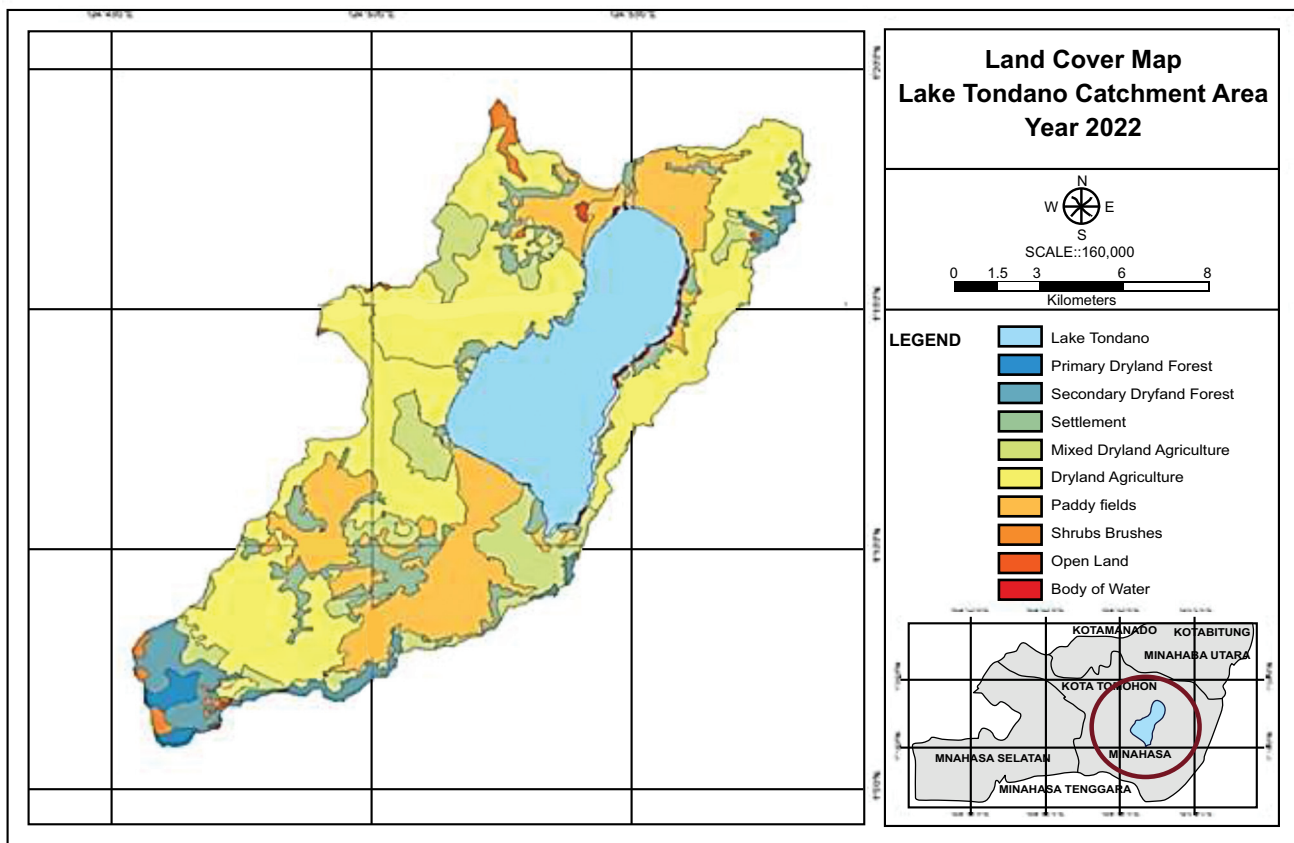 Land Cover Map
Lake Tondano Catchment Area
Year 2022
N
W E
S
SCALE::160,000
0 1.5 3 6 8
Kilometers
LEGEND
Lake Tondano
Primary Dryland Forest
Secondary Dryfand Forest
Settlement
Mixed Dryland Agriculture
Dryland Agriculture
Paddy fields
Shrubs Brushes
Open Land
Body of Water
KOTAMANADO
KOTABITUNG
MINAHABA UTARA
KOTA TOMOHON
MINAHASA
MNAHASA SELATAN
MINAHASA TENGGARA